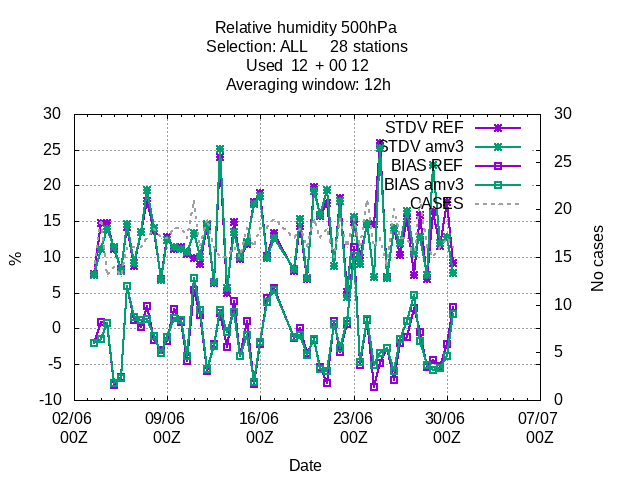 Relative humidity 500hPa
Selection: ALL 28 stations
Used 12 + 00 12
Averaging window: 12h
STDV REF
STDV amv3
BIAS REF
BIAS amv3
CASES
30
25
20
15
10
5
0
-5
-10
%
30
25
20
15
10
5
0
No cases
02/06 09/06 16/06 23/06 30/06 07/07
00Z 00Z 00Z 00Z 00Z 00Z
Date